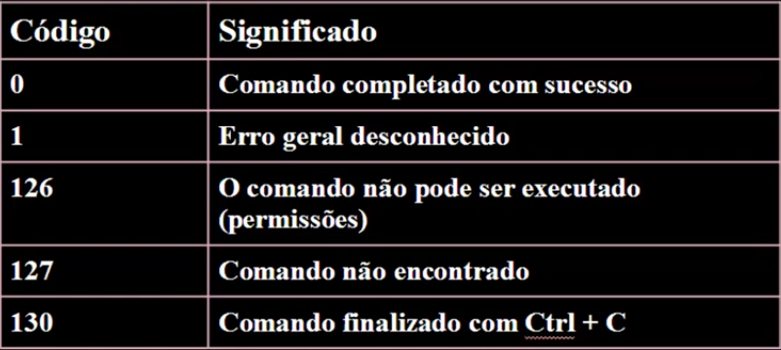 Código Significado
0 Comando completado com sucesso
1 Erro geral desconhecido
126 O comando não pode ser executado
(permissões)
127 Comando não encontrado
130 Comando finalizado com Ctrl + C